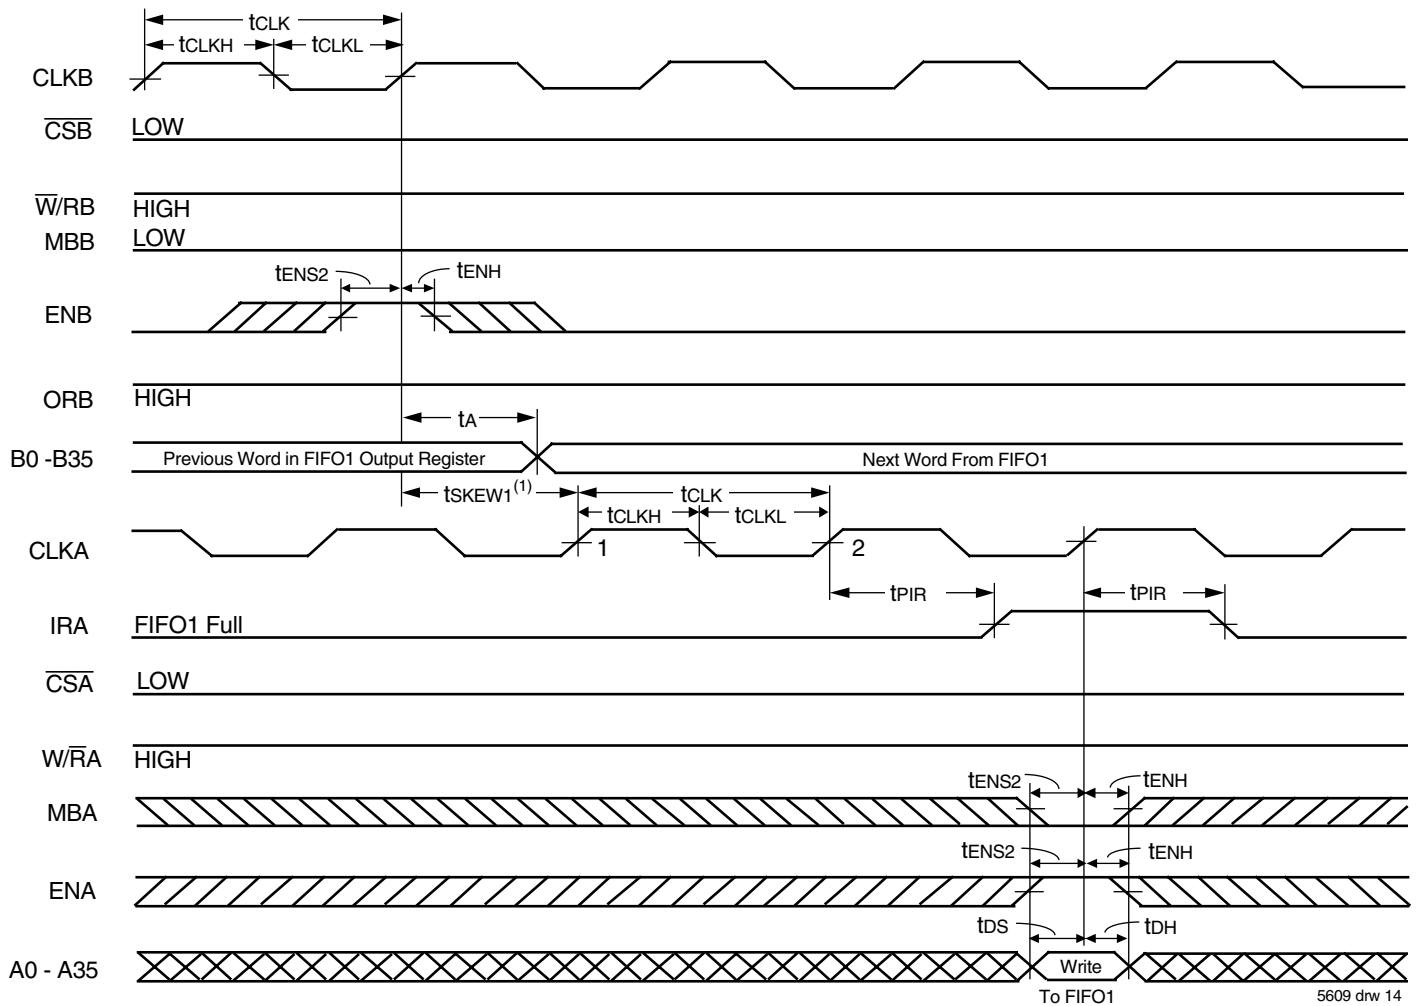 tCLK
tCLKH tCLKL
CLKB
CSB LOW
W/RB HIGH
MBB LOW
tENS2 tENH
ENB
ORB HIGH
tA
B0 -B35 Previous Word in FIFO1 Output Register Next Word From FIFO1
tSKEW1(1) tCLK
tCLKH tCLKL
CLKA 1 2
tPIR tPIR
IRA FIFO1 Full
CSA LOW
W/RA HIGH
tENS2 tENH
MBA
tENS2 tENH
ENA
tDS tDH
A0 - A35 Write
To FIFO1 5609 drw 14